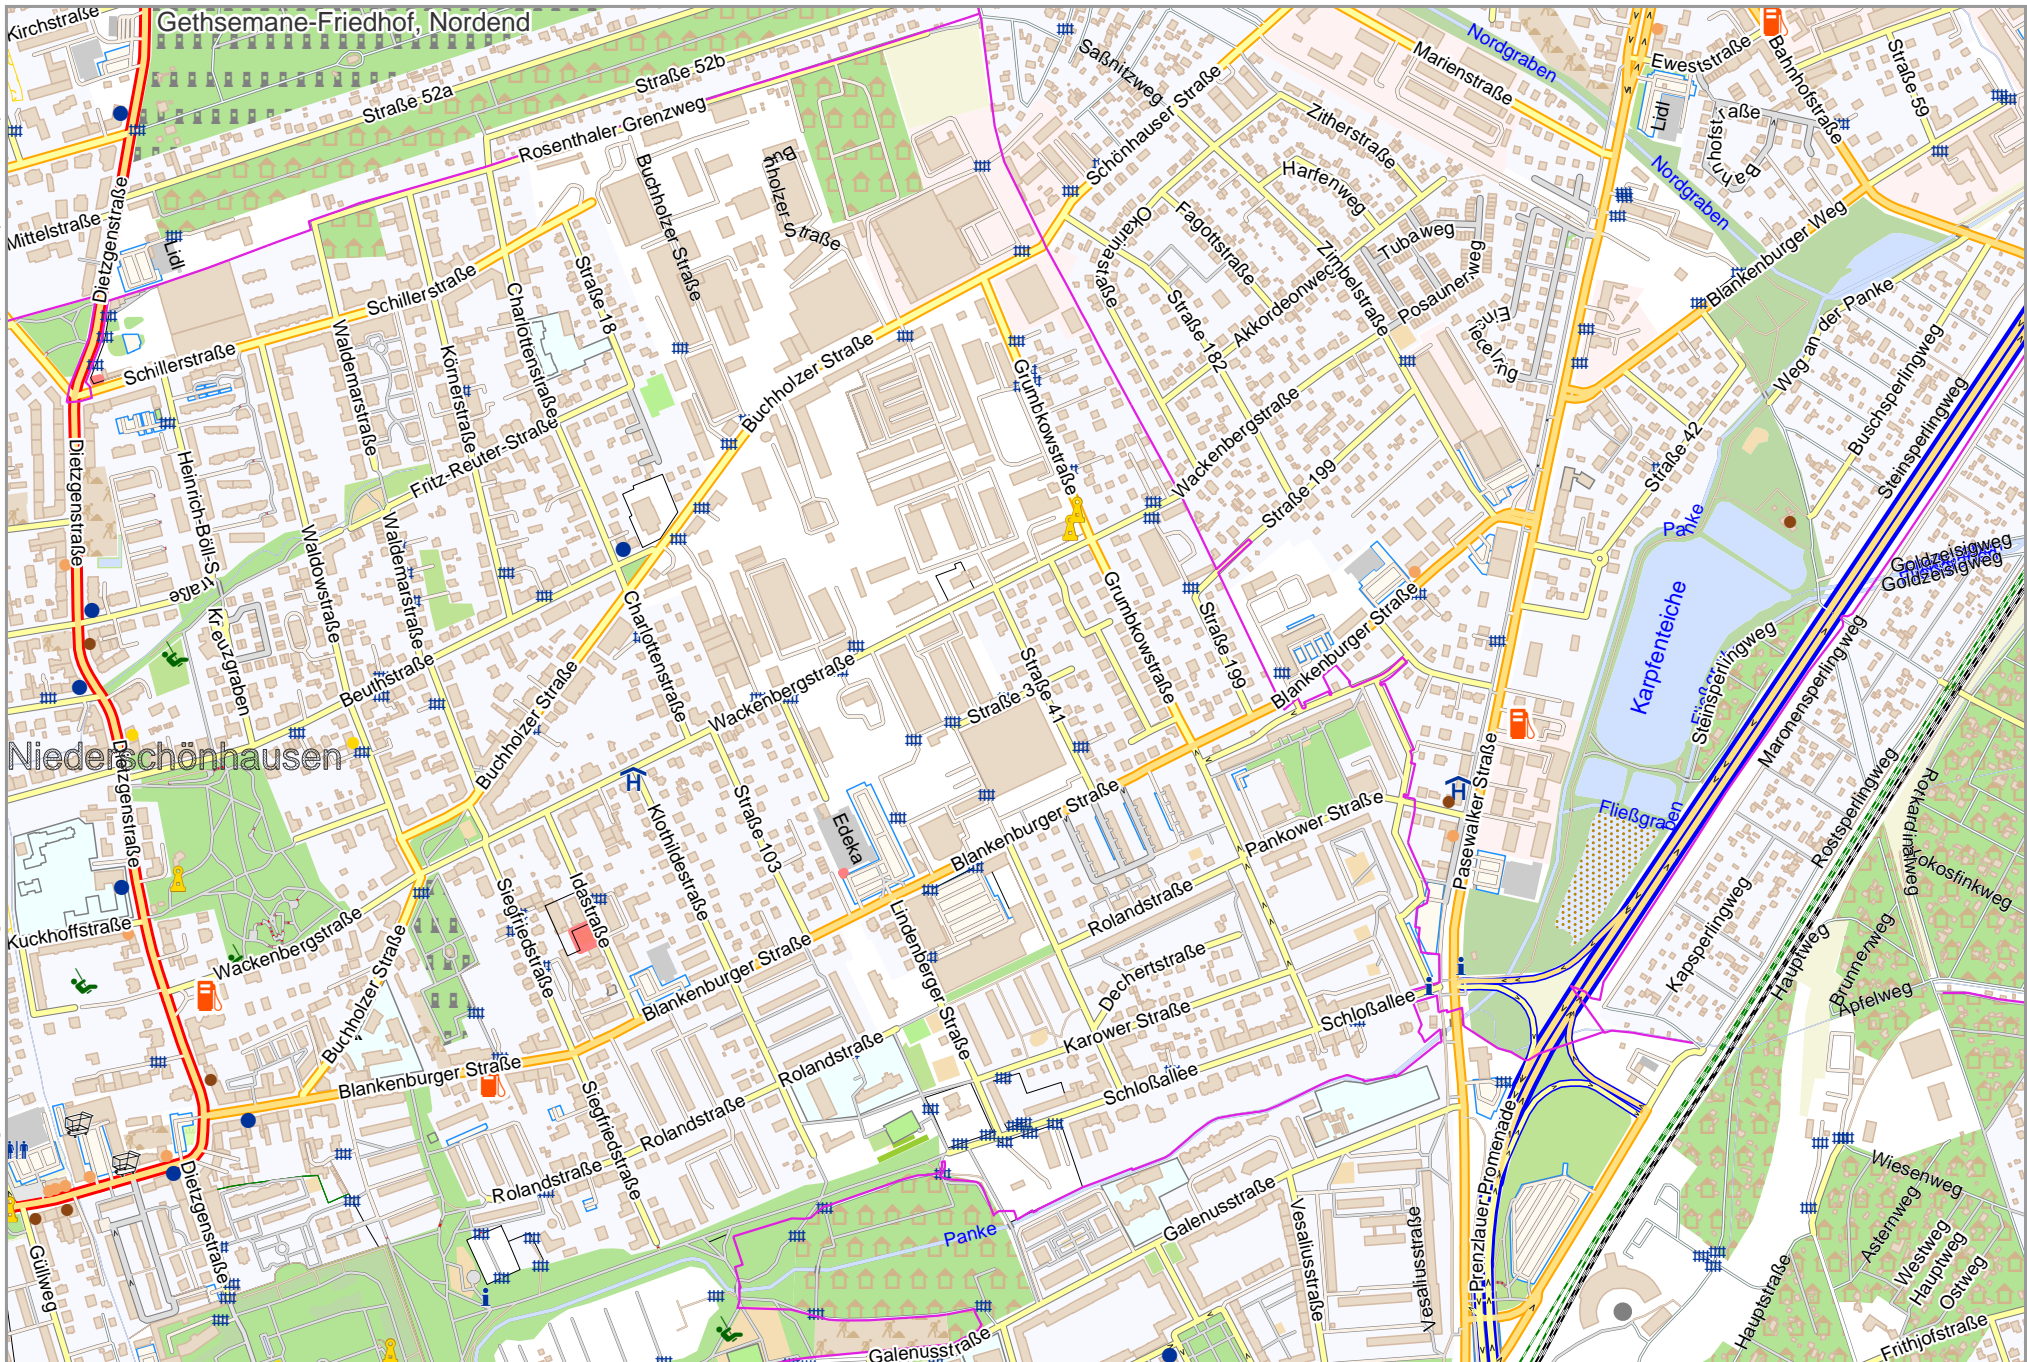 Kirchstraße
Gethsemane-Friedhof, Nordend
Straße 52a
Straße 52b
Rosenthaler Grenzweg
Saßnitzweg
Schönhauser Straße
Marienstraße
Nordgraben
Eweststraße
Bahnhofstraße
Straße 59
Lidl
Zitherstraße
Harfenweg
Nordgraben
Mittelstraße
Dietzgenstraße
Lidl
Buchholzer Straße
Okarinastraße
Fagottstraße
Zimbelstraße
Tubaweg
Posaunenweg
Blankenburger Weg
Weg an der Panke
Schillerstraße
Schillerstraße
Waldemarstraße
Körnerstraße
Charlottenstraße
Straße 18
Buchholzer Straße
Grumbkowstraße
Straße 182
Akkordeonweg
Wackenbergstraße
Straße 199
Straße 42
Buschsperlingweg
Steinsperlingweg
Fritz-Reuter-Straße
Dietzgenstraße
Heinrich-Böll-Straße
Kreuzgraben
Waldowstraße
Waldemarstraße
Beuthstraße
Buchholzer Straße
Charlottenstraße
Wackenbergstraße
Straße 41
Grumbkowstraße
Straße 199
Blankenburger Straße
Panke
Karpfenteiche
Goldzeisigweg
Goldzeisigweg
Steinsperlingweg
Maronensperlingweg
Niederschönhausen
Dietzgenstraße
Klothildestraße
Straße 103
Edeka
Blankenburger Straße
Pankower Straße
Pasewalker Straße
Fließgraben
Rostsperlingweg
Rotkardinalweg
Kokosfinkweg
Kuckhoffstraße
Wackenbergstraße
Buchholzer Straße
Siegfriedstraße
Idastraße
Blankenburger Straße
Lindenberger Straße
Rolandstraße
Dechertstraße
Karower Straße
Schloßallee
Kapsperlingweg
Hauptweg
Brunnenweg
Apfelweg
Blankenburger Straße
Siegfriedstraße
Rolandstraße
Rolandstraße
Rolandstraße
Schloßallee
Prenzlauer Promenade
Dietzgenstraße
Güllweg
Panke
Galenusstraße
Galenusstraße
Vesaliusstraße
Vesaliusstraße
Wiesenweg
Asternweg
Westweg
Hauptweg
Ostweg
Hauptstraße
Frithjofstraße